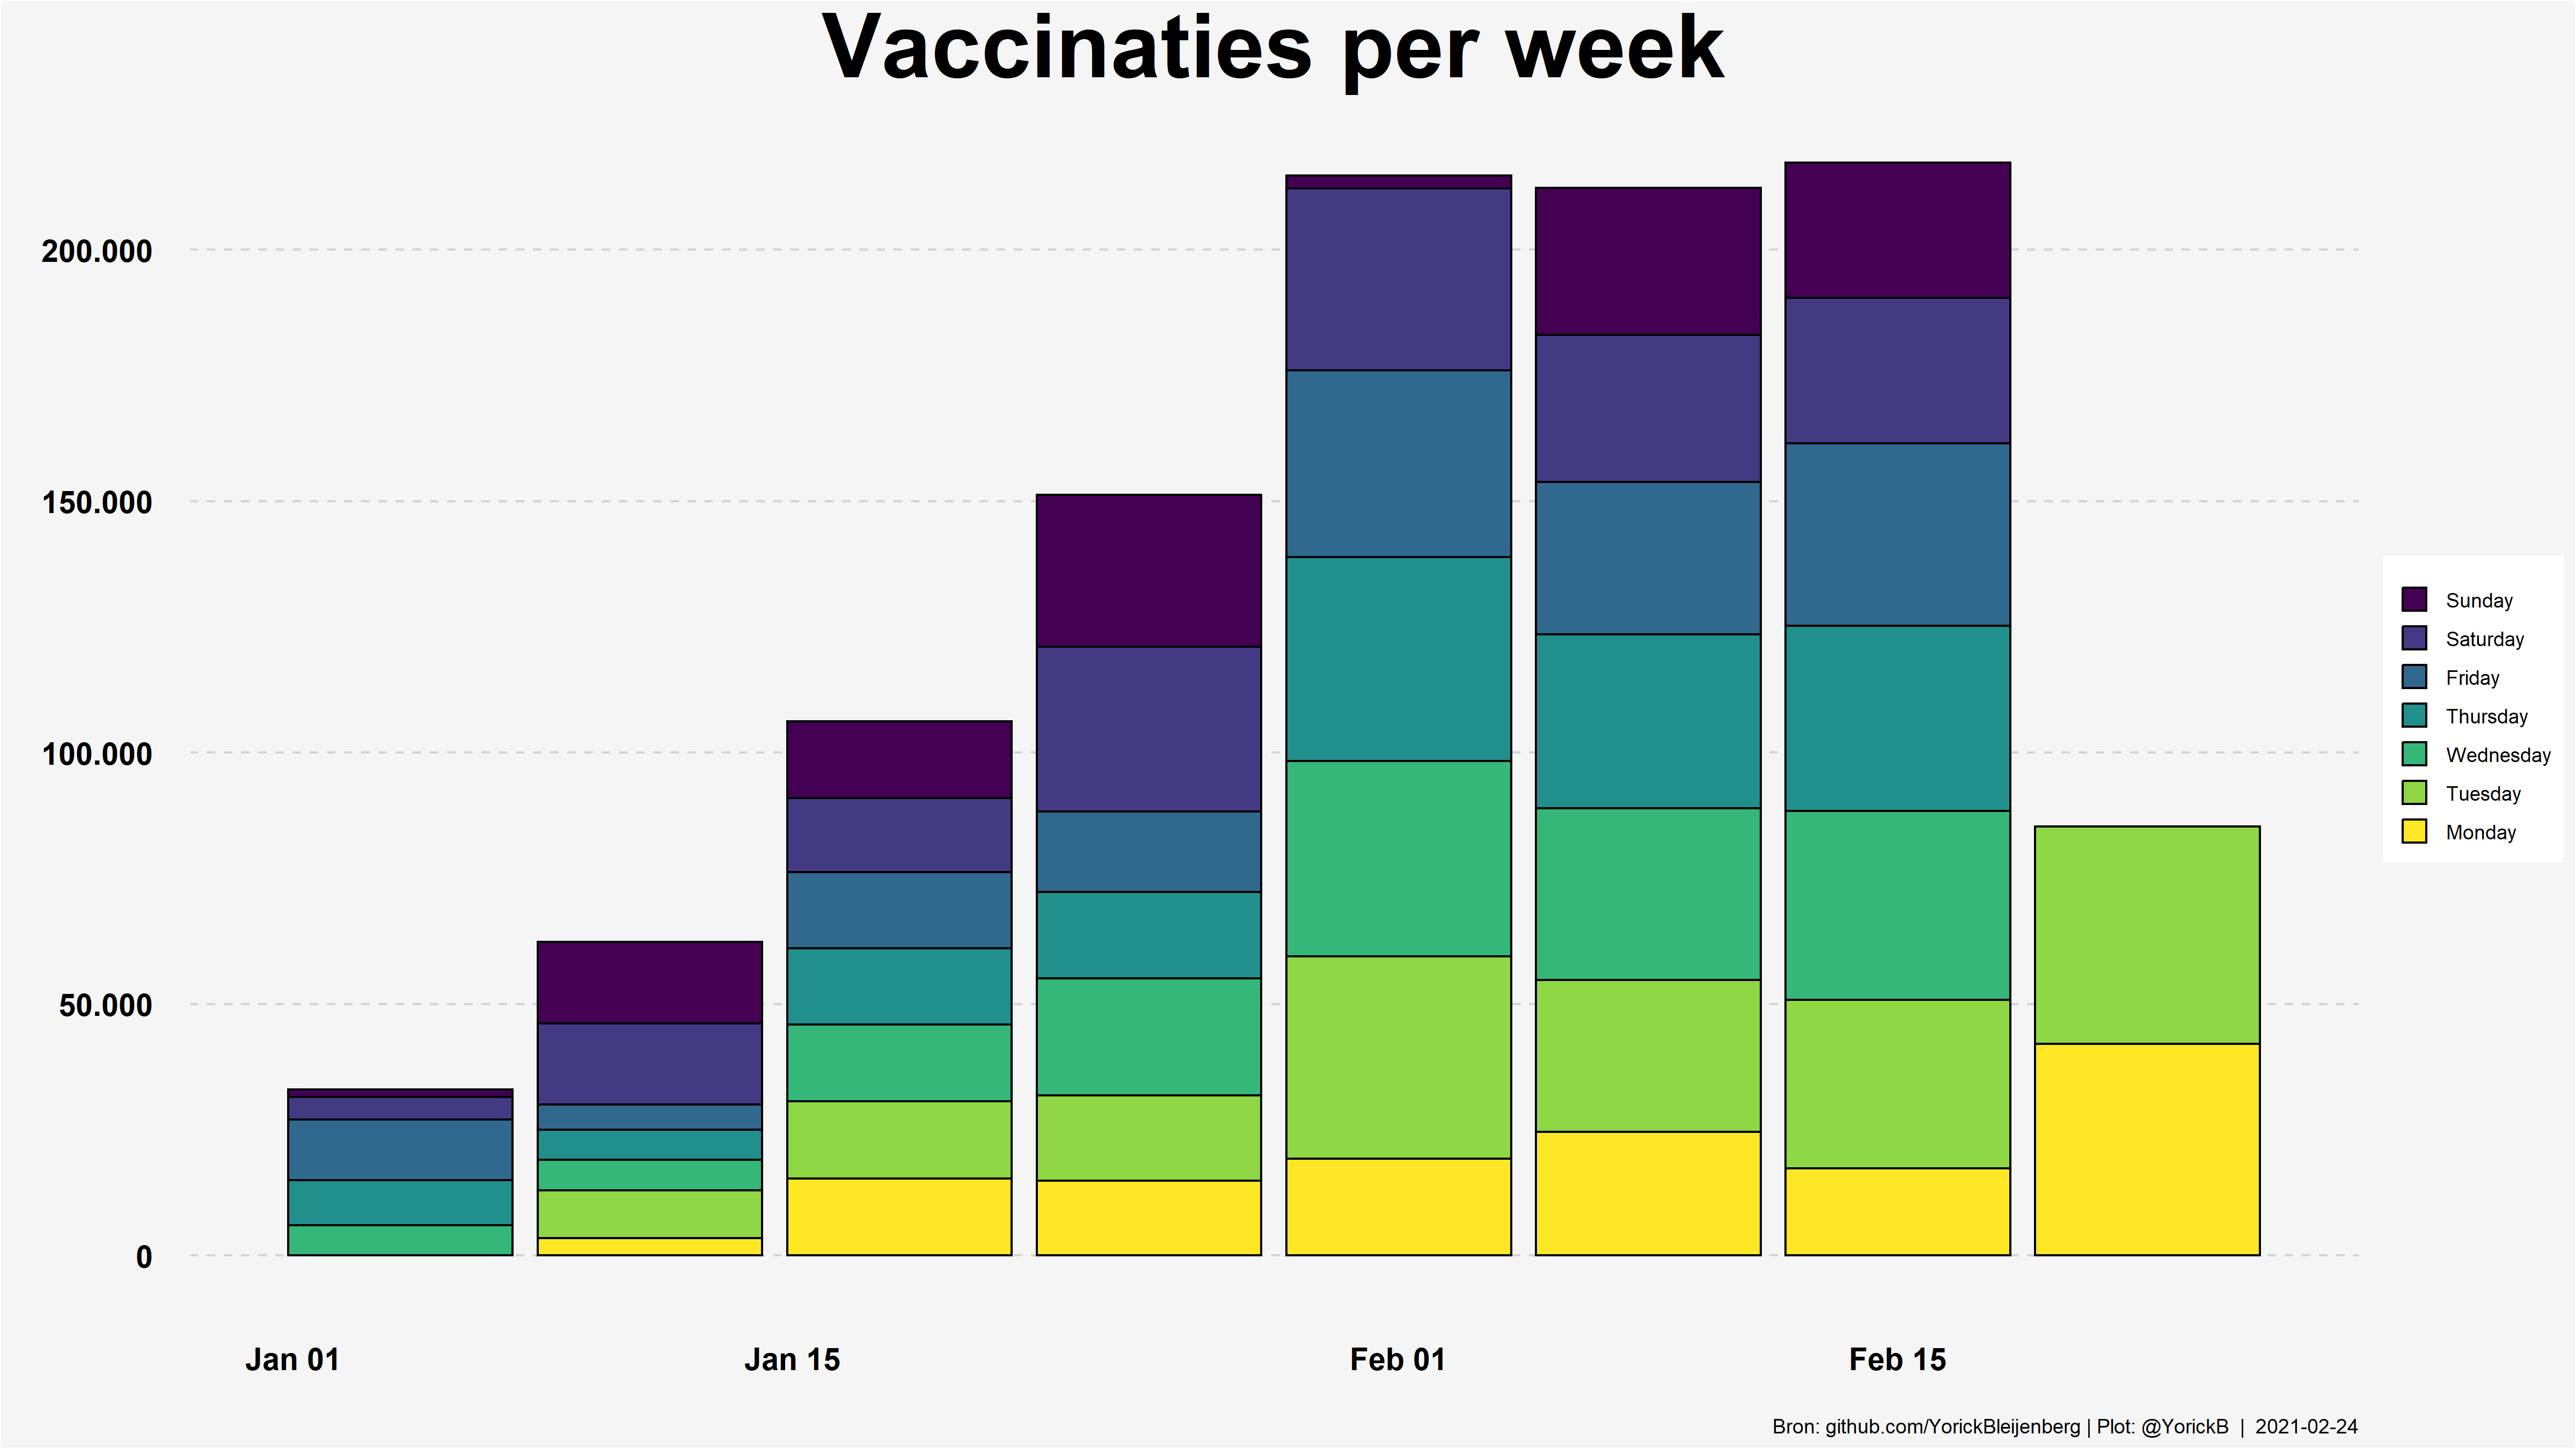 Vaccinaties per week
200.000
150.000
100.000
50.000
0
Jan 01
Jan 15
Feb 01
Feb 15
Sunday
Saturday
Friday
Thursday
Wednesday
Tuesday
Monday
Bron: github.com/YorickBleijenberg | Plot: @YorickB | 2021-02-24